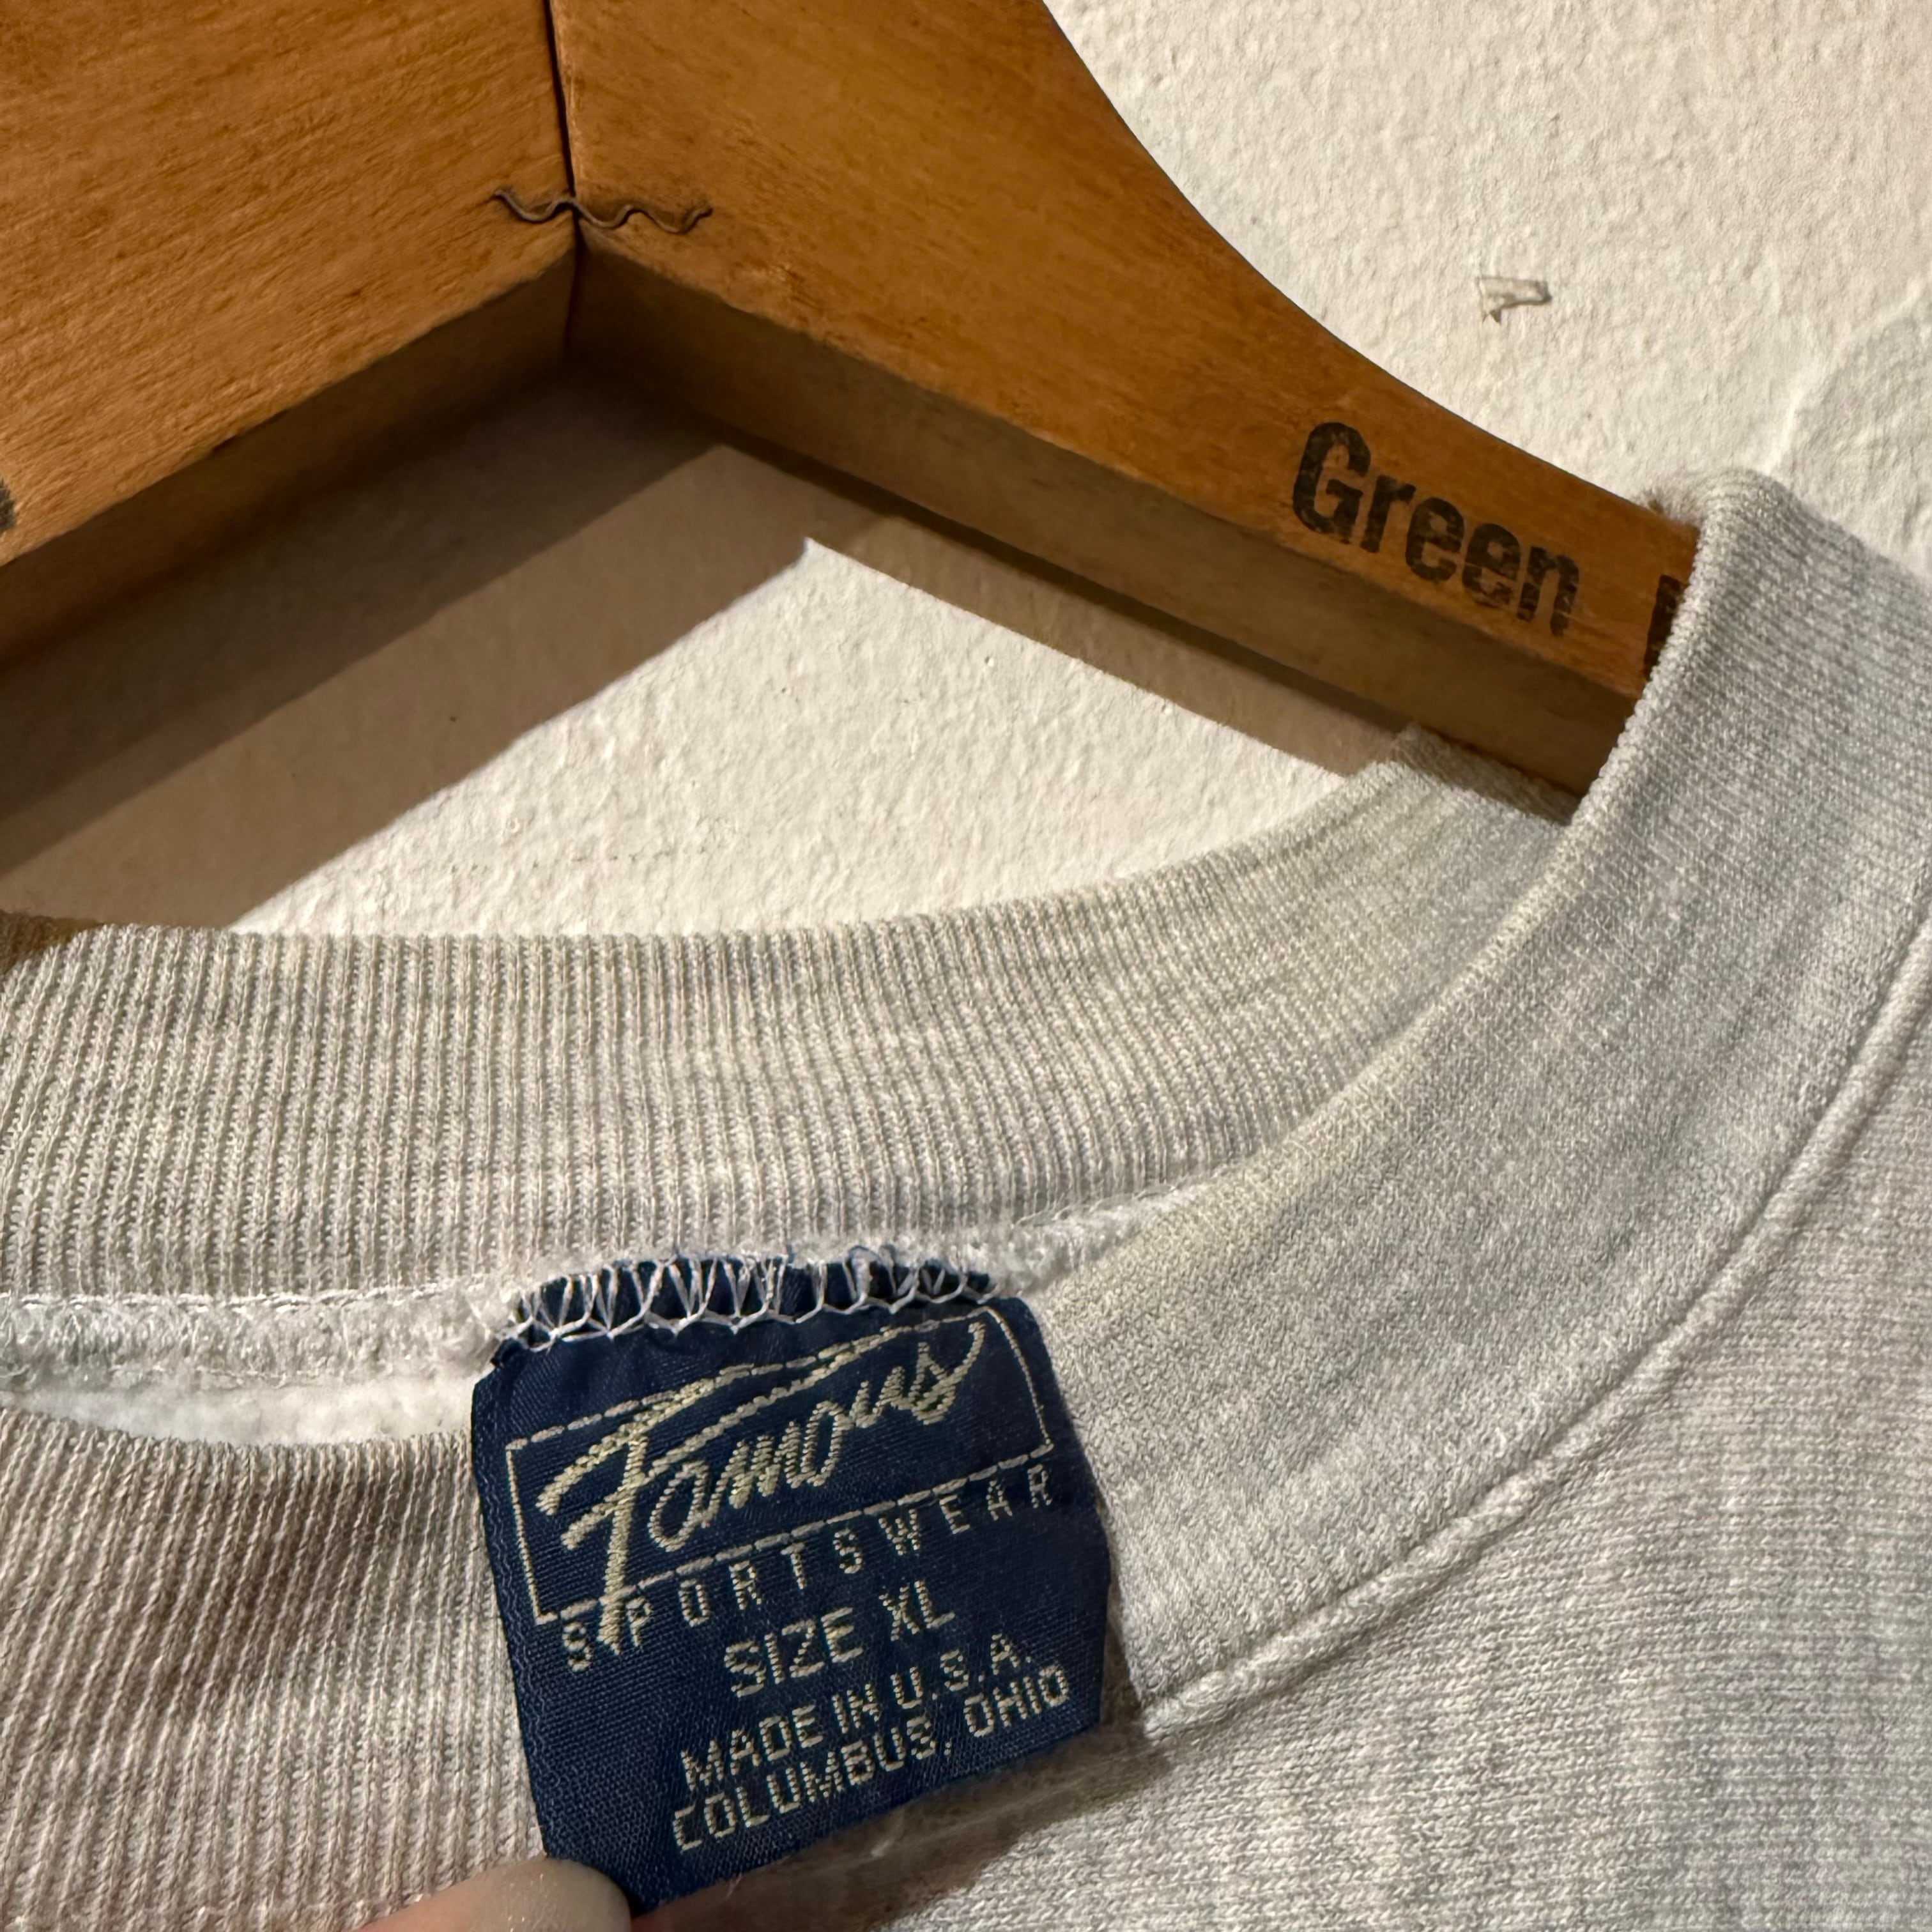 Green
Famous
SPORTSWEAR
SIZE XL
MADE IN U.S.A.
COLUMBUS, OHIO